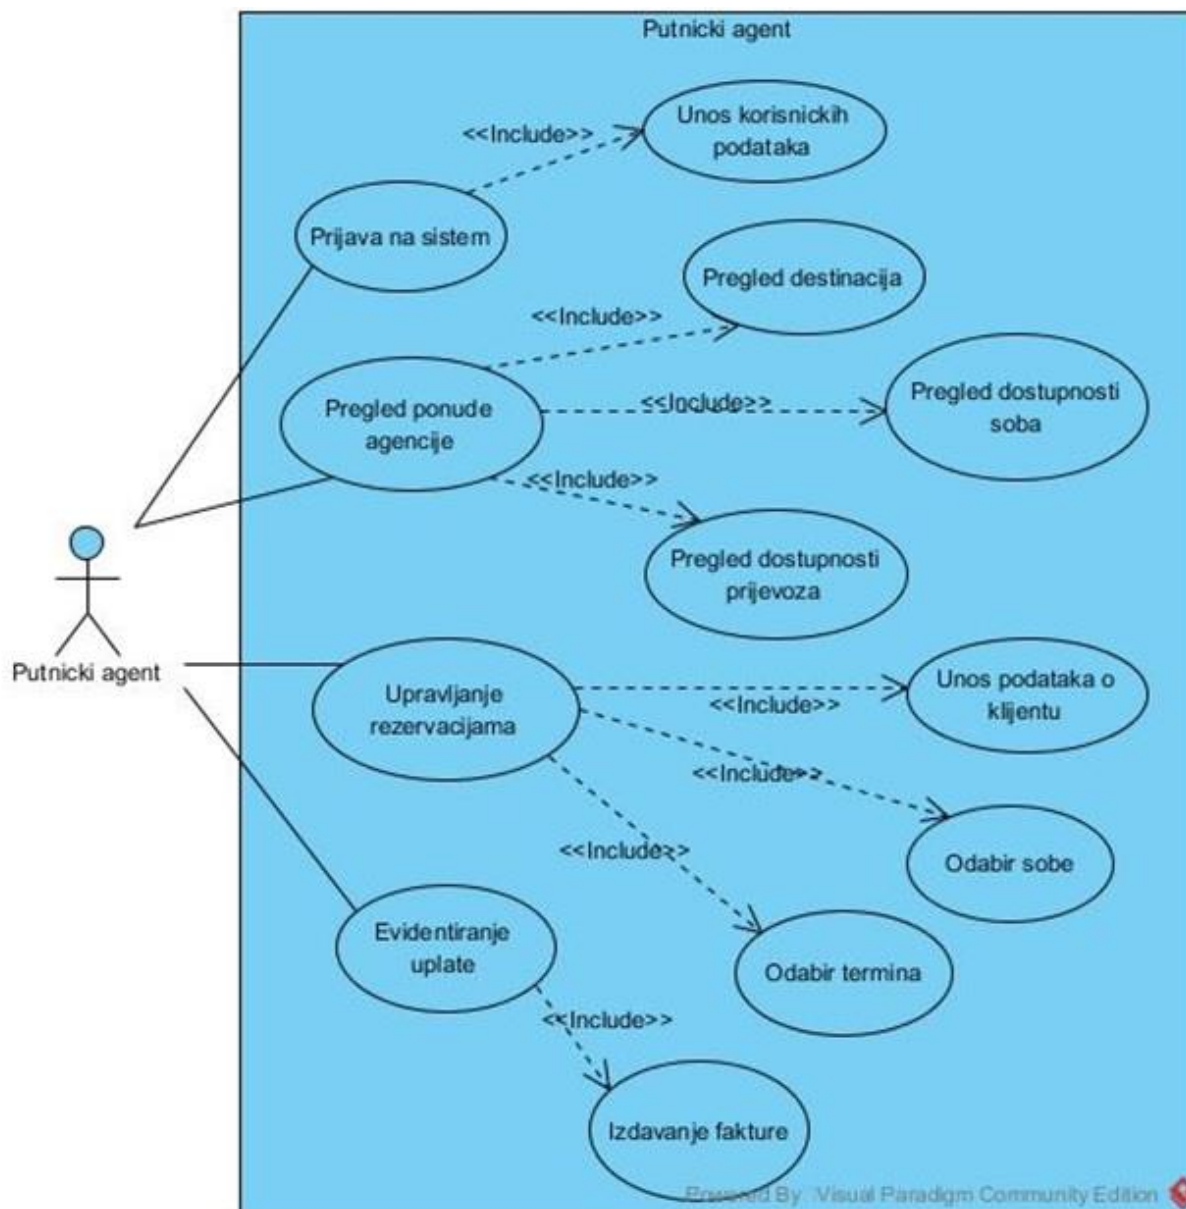 Putnicki agent
Unos korisnickih
podataka
<<Include>>
Prijava na sistem
Pregled destinacija
<<Include>>
Pregled ponude
agencije
<<Include>>
Pregled dostupnosti
soba
<<Include>>
Pregled dostupnosti
prijevoza
Putnicki agent
Upravljanje
rezervacijama
<<Include>>
Unos podataka o
klijentu
<<Include>>
Odabir sobe
<<Include>>
Odabir termina
Evidentiranje
uplate
<<Include>>
Izdavanje fakture
Powered By Visual Paradigm Community Edition